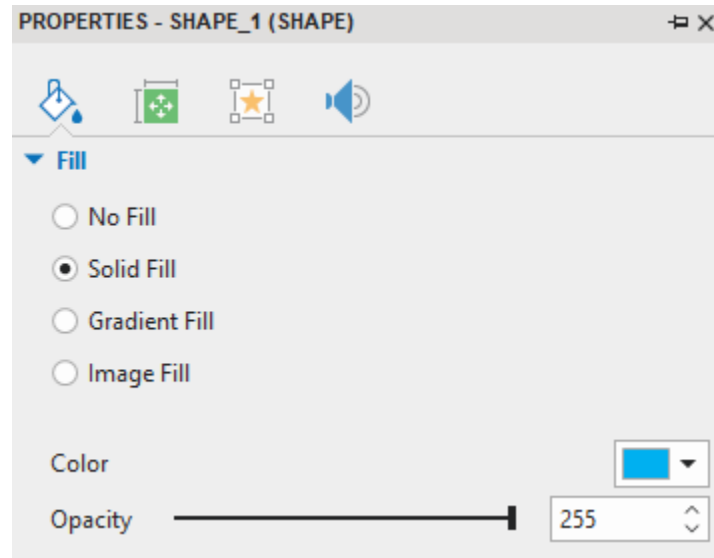 PROPERTIES - SHAPE_1 (SHAPE)
Fill
No Fill
Solid Fill
Gradient Fill
Image Fill
Color
Opacity 255